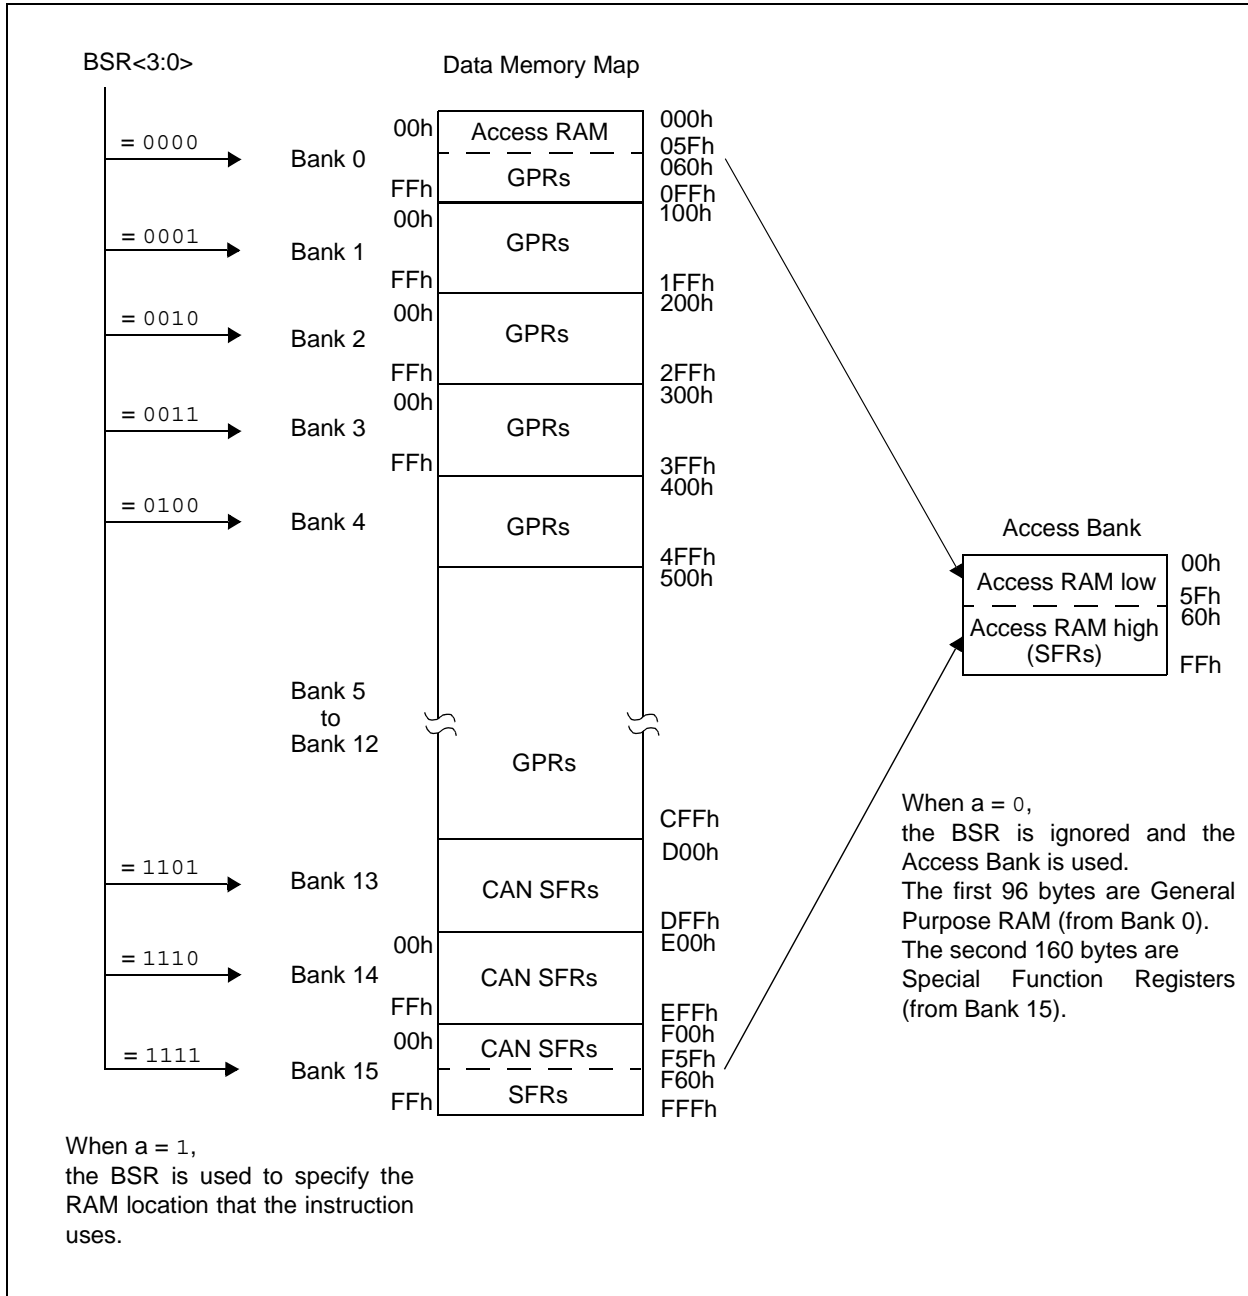 BSR<3:0>
Data Memory Map
= 0000
Bank 0
00h
Access RAM
000h
05Fh
060h
FFh
GPRs
0FFh
= 0001
Bank 1
00h
GPRs
100h
FFh
1FFh
= 0010
Bank 2
00h
GPRs
200h
FFh
2FFh
= 0011
Bank 3
00h
GPRs
300h
FFh
3FFh
= 0100
Bank 4
GPRs
400h
4FFh
500h
Bank 5
to
Bank 12
GPRs
CFFh
= 1101
Bank 13
CAN SFRs
D00h
DFFh
= 1110
Bank 14
00h
CAN SFRs
E00h
FFh
EFFh
= 1111
Bank 15
00h
CAN SFRs
F00h
F5Fh
F60h
FFh
SFRs
FFFh
Access Bank
Access RAM low
00h
5Fh
60h
Access RAM high
(SFRs)
FFh
When a = 0,
the BSR is ignored and the
Access Bank is used.
The first 96 bytes are General
Purpose RAM (from Bank 0).
The second 160 bytes are
Special Function Registers
(from Bank 15).
When a = 1,
the BSR is used to specify the
RAM location that the instruction
uses.